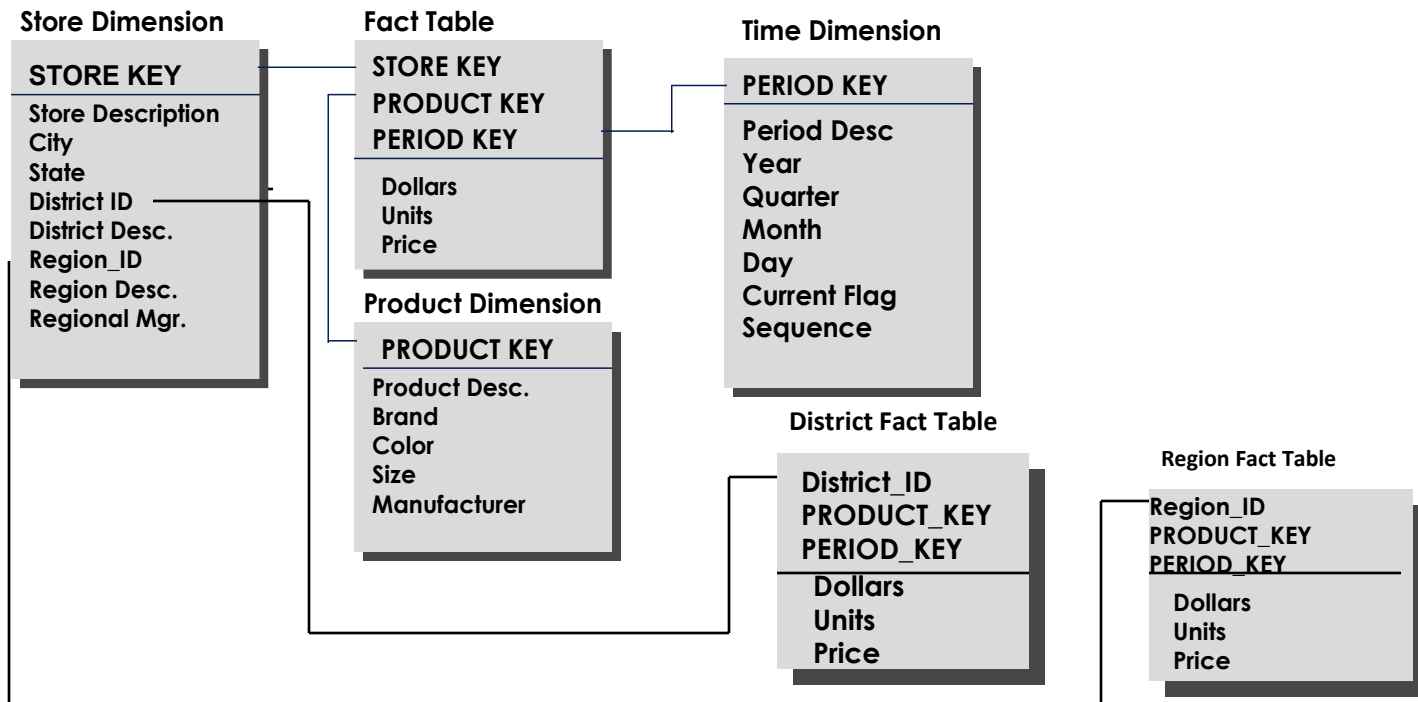 Store Dimension
STORE KEY
Store Description
City
State
District ID
District Desc.
Region_ID
Region Desc.
Regional Mgr.
Fact Table
STORE KEY
PRODUCT KEY
PERIOD KEY
Dollars
Units
Price
Product Dimension
PRODUCT KEY
Product Desc.
Brand
Color
Size
Manufacturer
Time Dimension
PERIOD KEY
Period Desc
Year
Quarter
Month
Day
Current Flag
Sequence
District Fact Table
District_ID
PRODUCT_KEY
PERIOD_KEY
Dollars
Units
Price
Region Fact Table
Region_ID
PRODUCT_KEY
PERIOD_KEY
Dollars
Units
Price